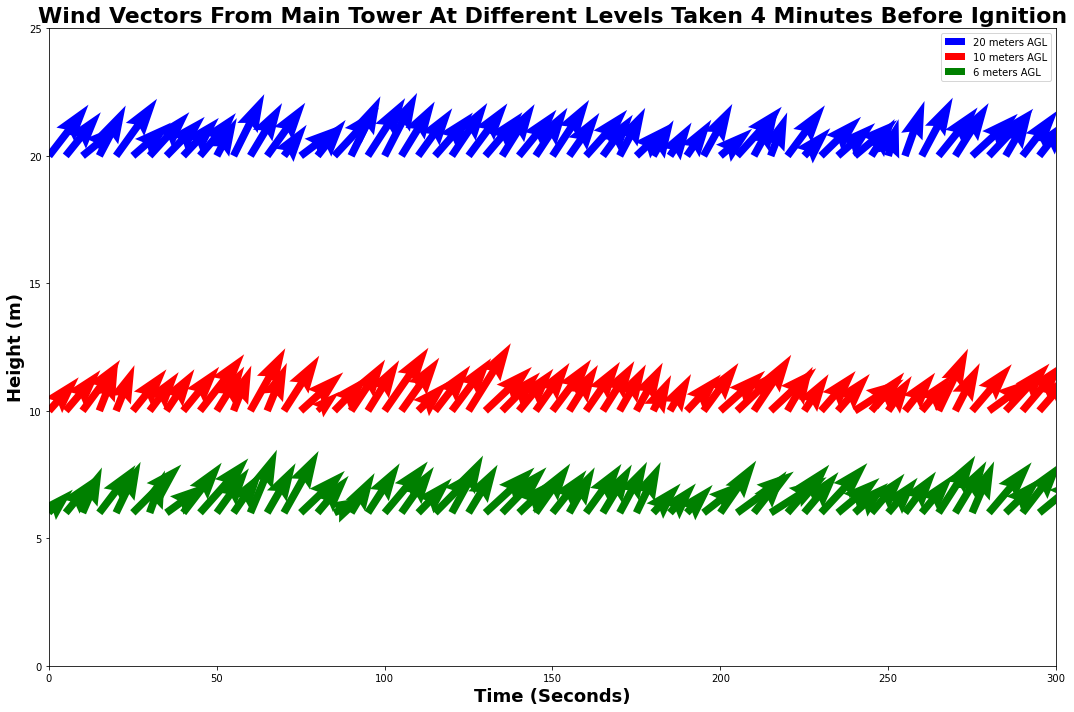 Wind Vectors From Main Tower At Different Levels Taken 4 Minutes Before Ignition
25
20 meters AGL
10 meters AGL
6 meters AGL
20
15
10
5
0
Height (m)
0 50 100 150 200 250 300
Time (Seconds)